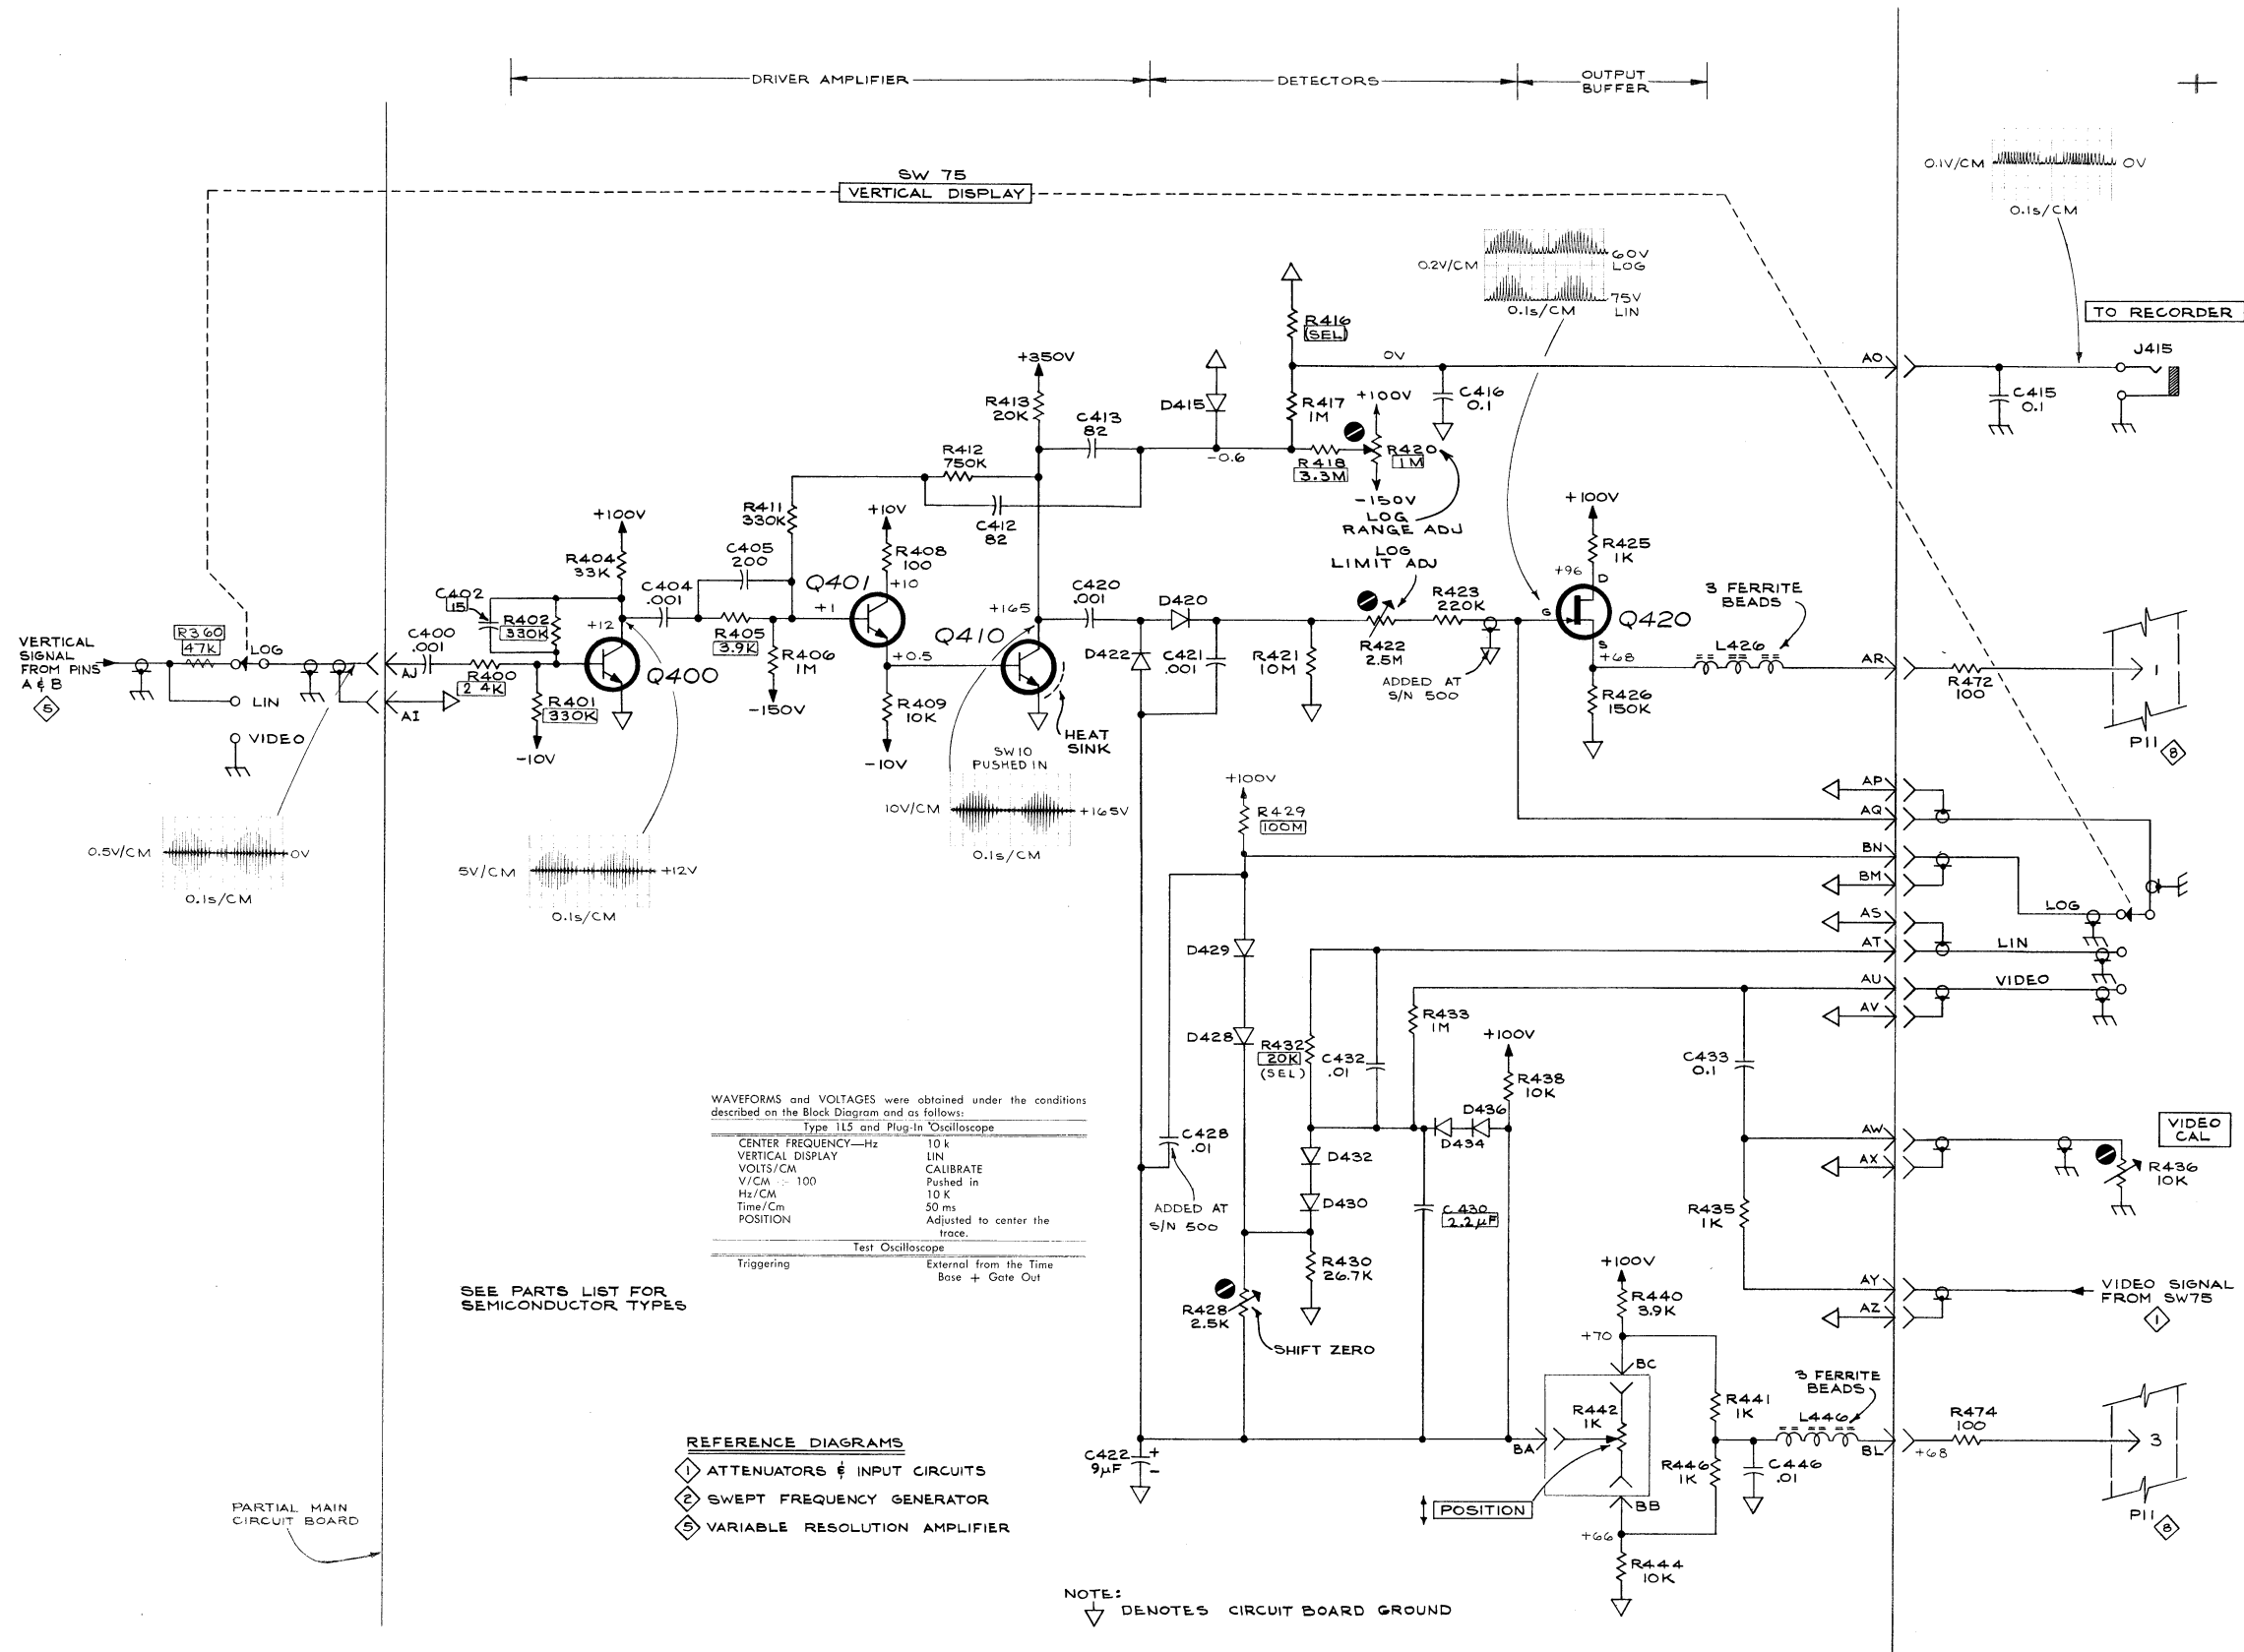 DRIVER AMPLIFIER
DETECTORS
OUTPUT
BUFFER
SW 75
VERTICAL DISPLAY
0.1V/CM
0V
0.1s/CM
TO RECORDER
J415
C415
0.1
AO
0.2V/CM
60V
LOG
75V
LIN
0.1s/CM
R416
(SEL)
0V
C416
0.1
R417
1M
+100V
R420
1M
-150V
LOG
RANGE ADJ
R418
3.3M
-0.6
D415
+350V
R413
20K
C413
82
R412
750K
C412
82
R411
330K
+10V
R408
100
+10
Q401
+1
C405
200
+100V
R404
33K
C404
.001
R405
3.9K
R406
1M
-150V
+0.5
R409
10K
-10V
Q410
+165
HEAT
SINK
SW10
PUSHED IN
10V/CM
+165V
0.1s/CM
C402
15
R402
330K
+12
Q400
C400
.001
R400
2.4K
R401
330K
-10V
AJ
AI
VERTICAL
SIGNAL
FROM PINS
A & B
5
R360
47K
LOG
LIN
VIDEO
0.5V/CM
0V
0.1s/CM
5V/CM
+12V
0.1s/CM
C420
.001
D420
D422
C421
.001
R421
10M
LOG
LIMIT ADJ
R422
2.5M
R423
220K
ADDED AT
S/N 500
+100V
R425
1K
+96
D
G
S
Q420
+68
R426
150K
3 FERRITE
BEADS
L426
AR
R472
100
1
P11
8
AP
AQ
BN
BM
AS
AT
AU
AV
LOG
LIN
VIDEO
+100V
R429
100M
D429
D428
R432
20K
(SEL)
C432
.01
R433
1M
+100V
R438
10K
D436
D434
D432
D430
C430
2.2µF
R430
26.7K
C428
.01
ADDED AT
S/N 500
R428
2.5K
SHIFT ZERO
C433
0.1
R435
1K
AW
AX
VIDEO
CAL
R436
10K
AY
AZ
VIDEO SIGNAL
FROM SW75
1
WAVEFORMS and VOLTAGES were obtained under the conditions
described on the Block Diagram and as follows:
Type 1L5 and Plug-In Oscilloscope
CENTER FREQUENCY—Hz 10 k
VERTICAL DISPLAY LIN
VOLTS/CM CALIBRATE
V/CM ÷ 100 Pushed in
Hz/CM 10 K
Time/Cm 50 ms
POSITION Adjusted to center the
trace.
Test Oscilloscope
Triggering External from the Time
Base + Gate Out
SEE PARTS LIST FOR
SEMICONDUCTOR TYPES
REFERENCE DIAGRAMS
1 ATTENUATORS & INPUT CIRCUITS
2 SWEPT FREQUENCY GENERATOR
5 VARIABLE RESOLUTION AMPLIFIER
PARTIAL MAIN
CIRCUIT BOARD
C422
9µF
+
-
BA
+100V
R440
3.9K
+70
BC
R442
1K
POSITION
BB
+66
R444
10K
R441
1K
R446
1K
C446
.01
3 FERRITE
BEADS
L446
BL
+68
R474
100
3
P11
8
NOTE:
DENOTES CIRCUIT BOARD GROUND